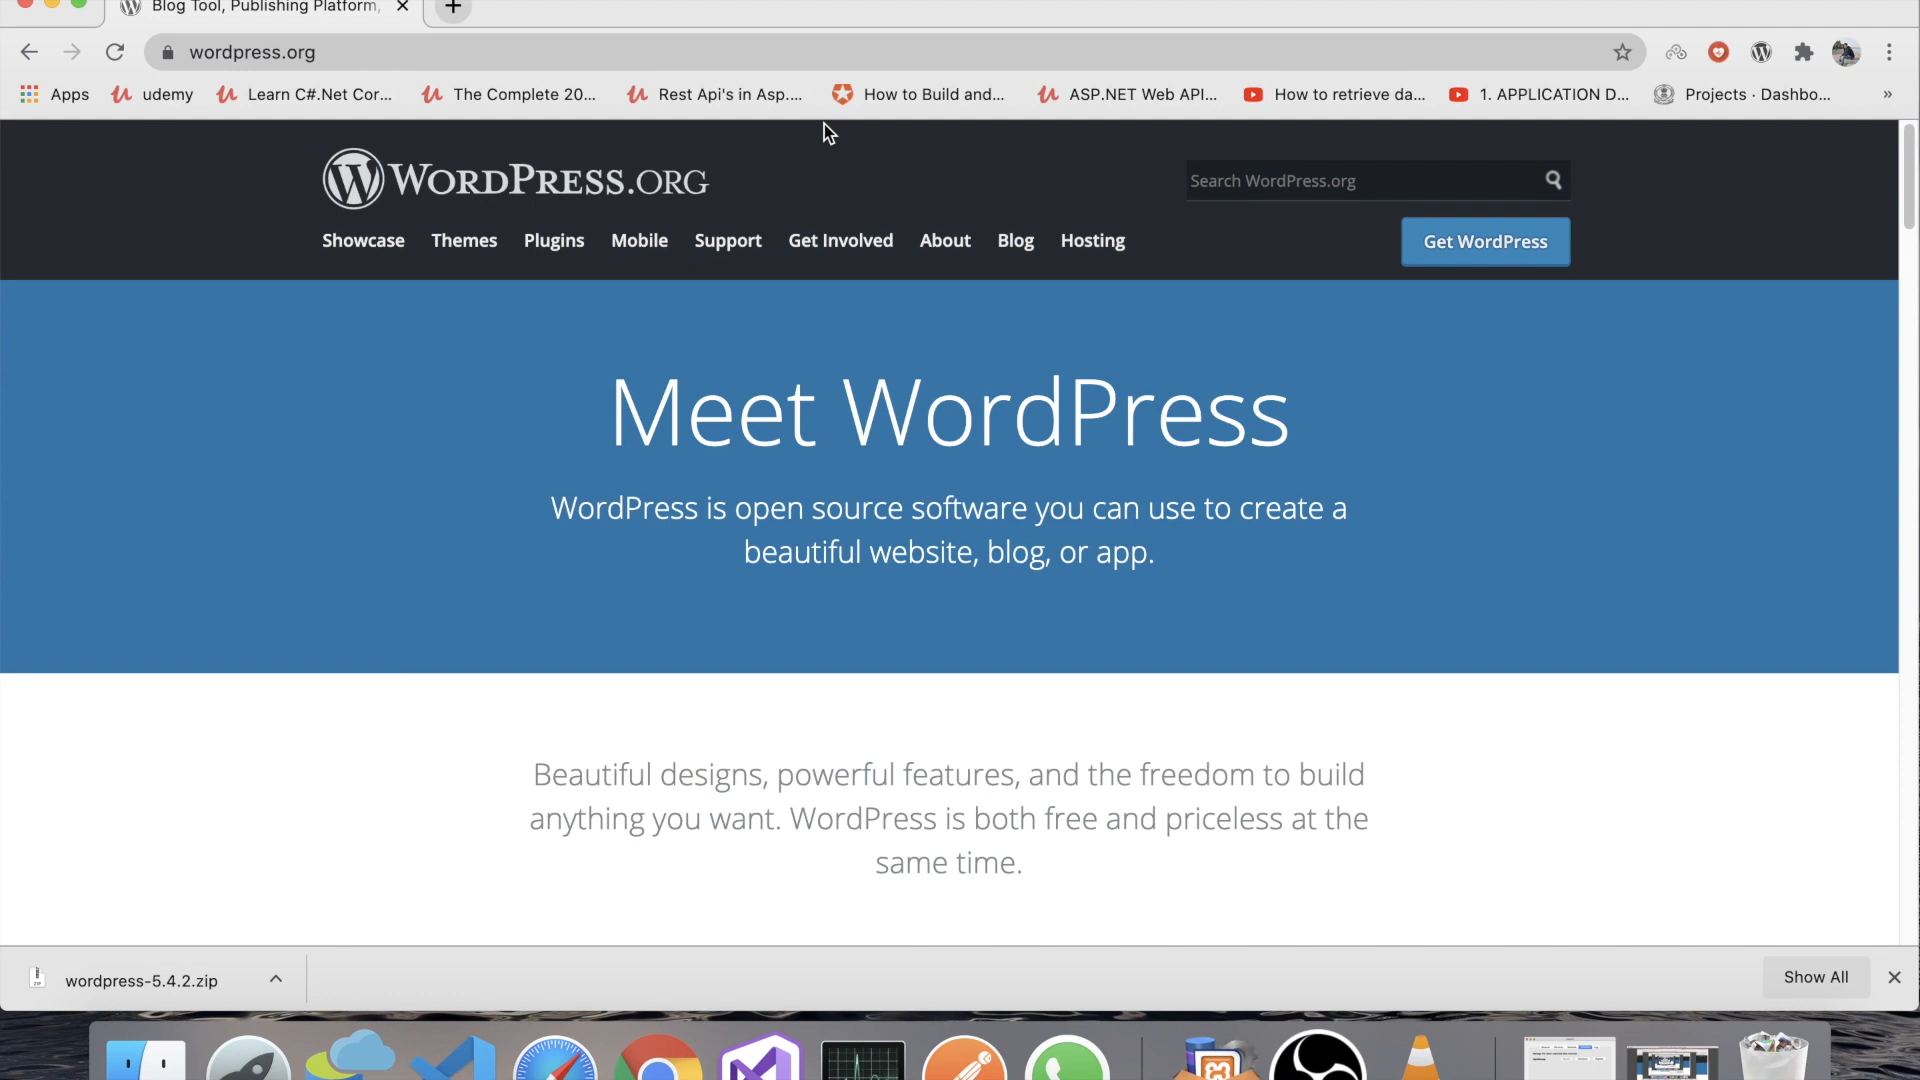 Blog Tool, Publishing Platform,
wordpress.org
Apps udemy Learn C#.Net Cor... The Complete 20... Rest Api's in Asp.... How to Build and... ASP.NET Web API... How to retrieve da... 1. APPLICATION D... Projects · Dashbo... »
WORDPRESS.ORG
Search WordPress.org
Showcase Themes Plugins Mobile Support Get Involved About Blog Hosting
Get WordPress
Meet WordPress
WordPress is open source software you can use to create a
beautiful website, blog, or app.
Beautiful designs, powerful features, and the freedom to build
anything you want. WordPress is both free and priceless at the
same time.
wordpress-5.4.2.zip
Show All